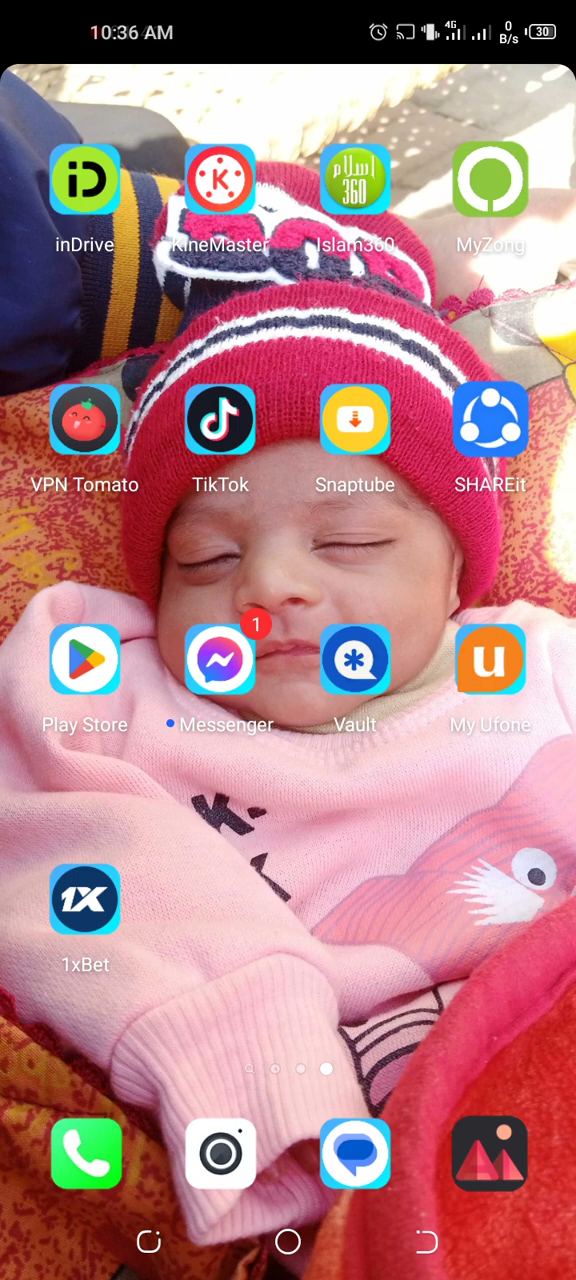 10:36 AM
4G
0
B/s
30
iD
K
اسلام
360
inDrive
KineMaster
Islam360
MyZong
VPN Tomato
TikTok
Snaptube
SHAREit
1
u
Play Store
Messenger
Vault
My Ufone
1X
1xBet